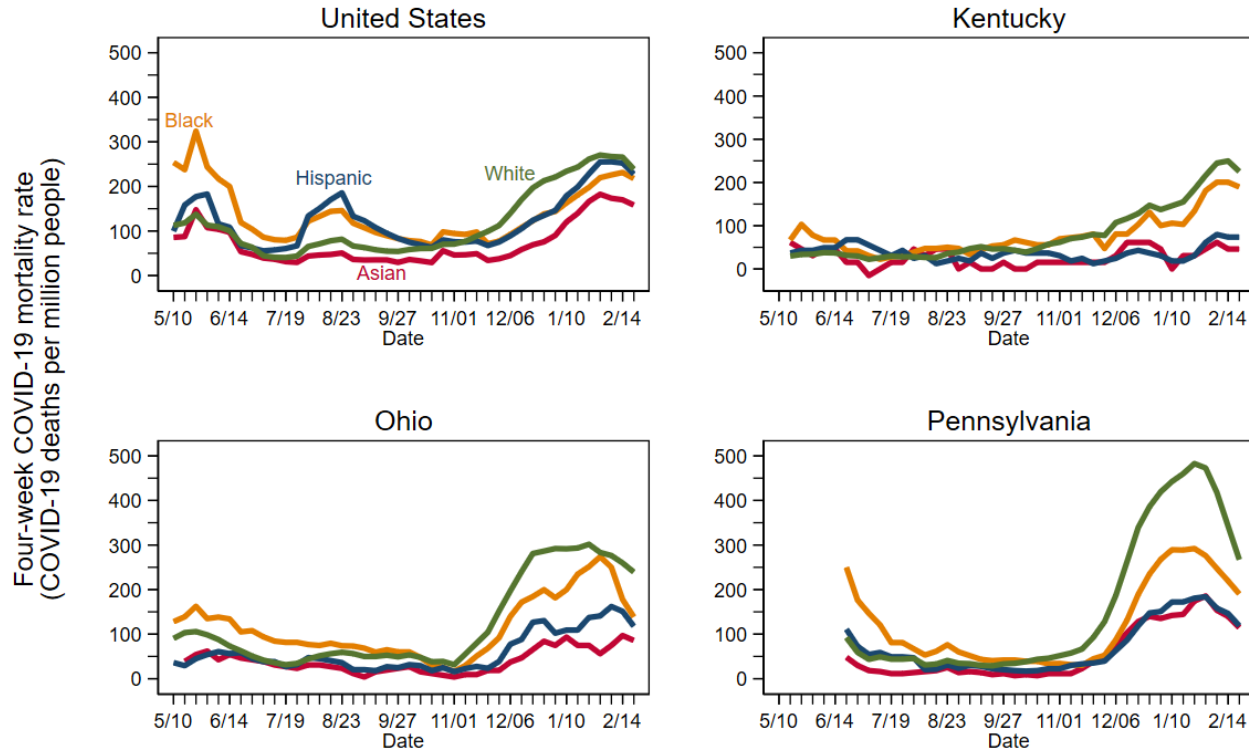 United States
Kentucky
Four-week COVID-19 mortality rate
(COVID-19 deaths per million people)
500
400
300
200
100
0
Black
Hispanic
White
Asian
5/10 6/14 7/19 8/23 9/27 11/01 12/06 1/10 2/14
Date
500
400
300
200
100
0
5/10 6/14 7/19 8/23 9/27 11/01 12/06 1/10 2/14
Date
Ohio
Pennsylvania
500
400
300
200
100
0
5/10 6/14 7/19 8/23 9/27 11/01 12/06 1/10 2/14
Date
500
400
300
200
100
0
5/10 6/14 7/19 8/23 9/27 11/01 12/06 1/10 2/14
Date